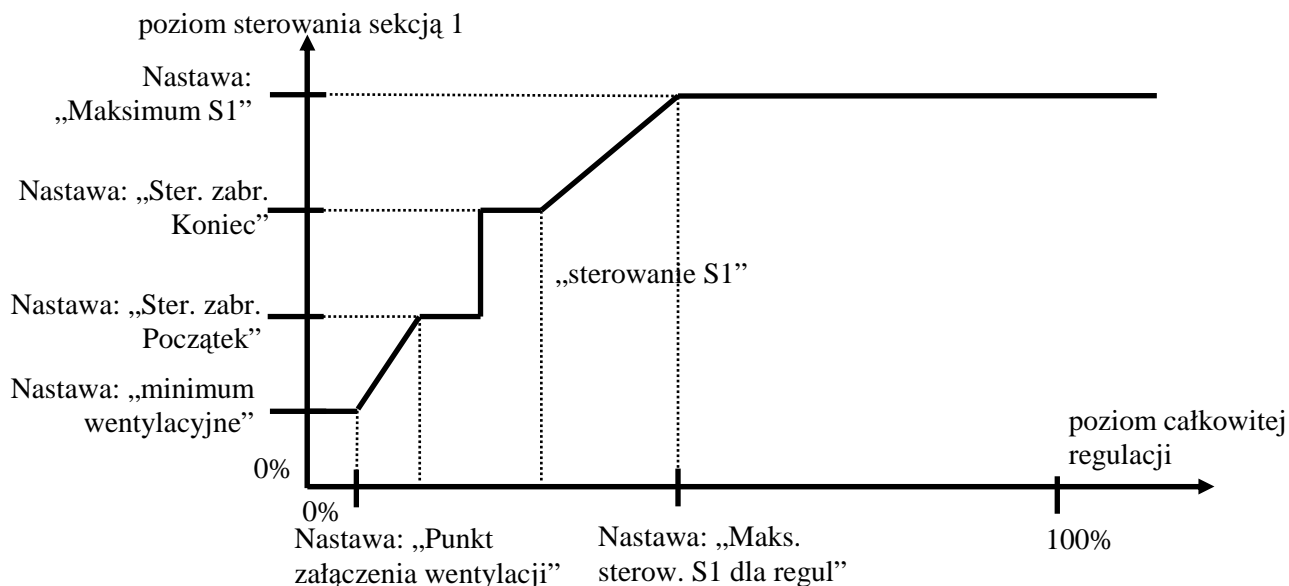 poziom sterowania sekcją 1
Nastawa:
„Maksimum S1”
Nastawa: „Ster. zabr.
Koniec”
„sterowanie S1”
Nastawa: „Ster. zabr.
Początek”
Nastawa: „minimum
wentylacyjne”
poziom całkowitej
regulacji
0%
0%
Nastawa: „Punkt
załączenia wentylacji”
Nastawa: „Maks.
sterow. S1 dla regul”
100%